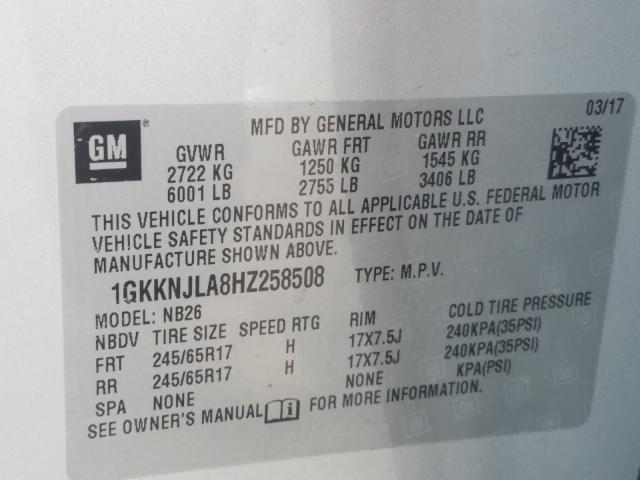 03/17
GM
MFD BY GENERAL MOTORS LLC
GVWR GAWR FRT GAWR RR
2722 KG 1250 KG 1545 KG
6001 LB 2755 LB 3406 LB
THIS VEHICLE CONFORMS TO ALL APPLICABLE U.S. FEDERAL MOTOR
VEHICLE SAFETY STANDARDS IN EFFECT ON THE DATE OF
MANUFACTURE SHOWN ABOVE.
1GKKNJLA8HZ258508 TYPE: M.P.V.
MODEL: NB26
NBDV TIRE SIZE SPEED RTG RIM COLD TIRE PRESSURE
FRT 245/65R17 H 17X7.5J 240KPA(35PSI)
RR 245/65R17 H 17X7.5J 240KPA(35PSI)
SPA NONE NONE KPA(PSI)
SEE OWNER'S MANUAL FOR MORE INFORMATION.